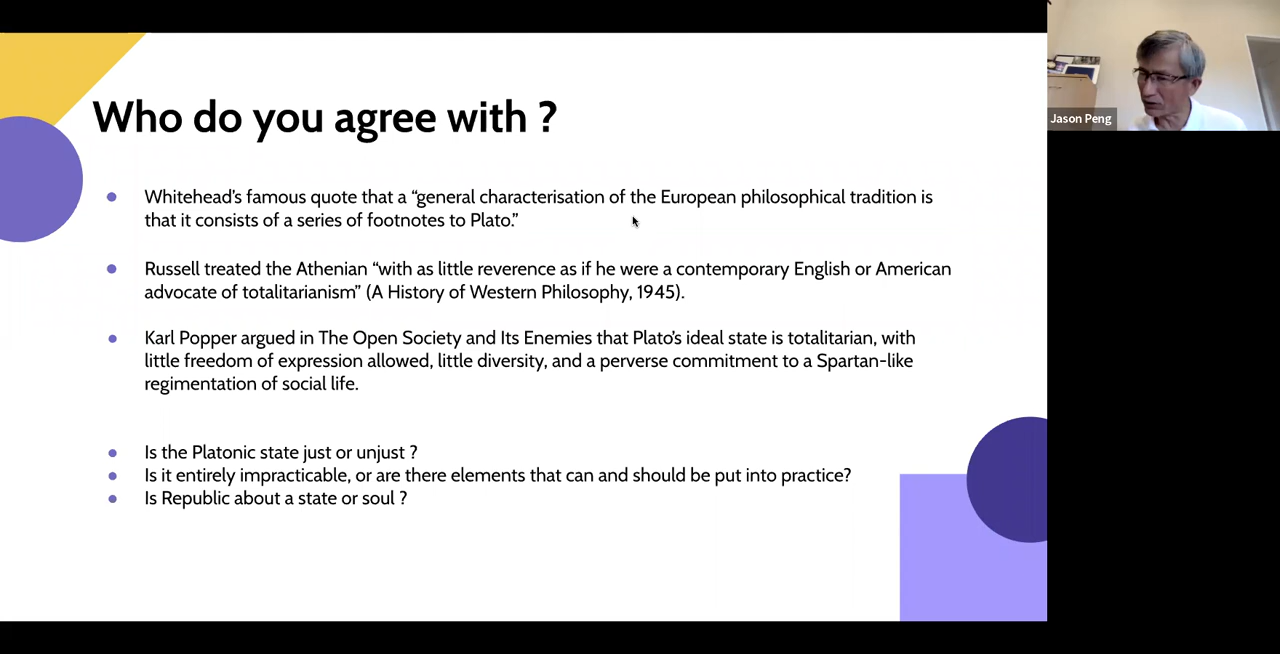 Who do you agree with ?
Whitehead’s famous quote that a “general characterisation of the European philosophical tradition is
that it consists of a series of footnotes to Plato.”
Russell treated the Athenian “with as little reverence as if he were a contemporary English or American
advocate of totalitarianism” (A History of Western Philosophy, 1945).
Karl Popper argued in The Open Society and Its Enemies that Plato’s ideal state is totalitarian, with
little freedom of expression allowed, little diversity, and a perverse commitment to a Spartan-like
regimentation of social life.
Is the Platonic state just or unjust ?
Is it entirely impracticable, or are there elements that can and should be put into practice?
Is Republic about a state or soul ?
Jason Peng